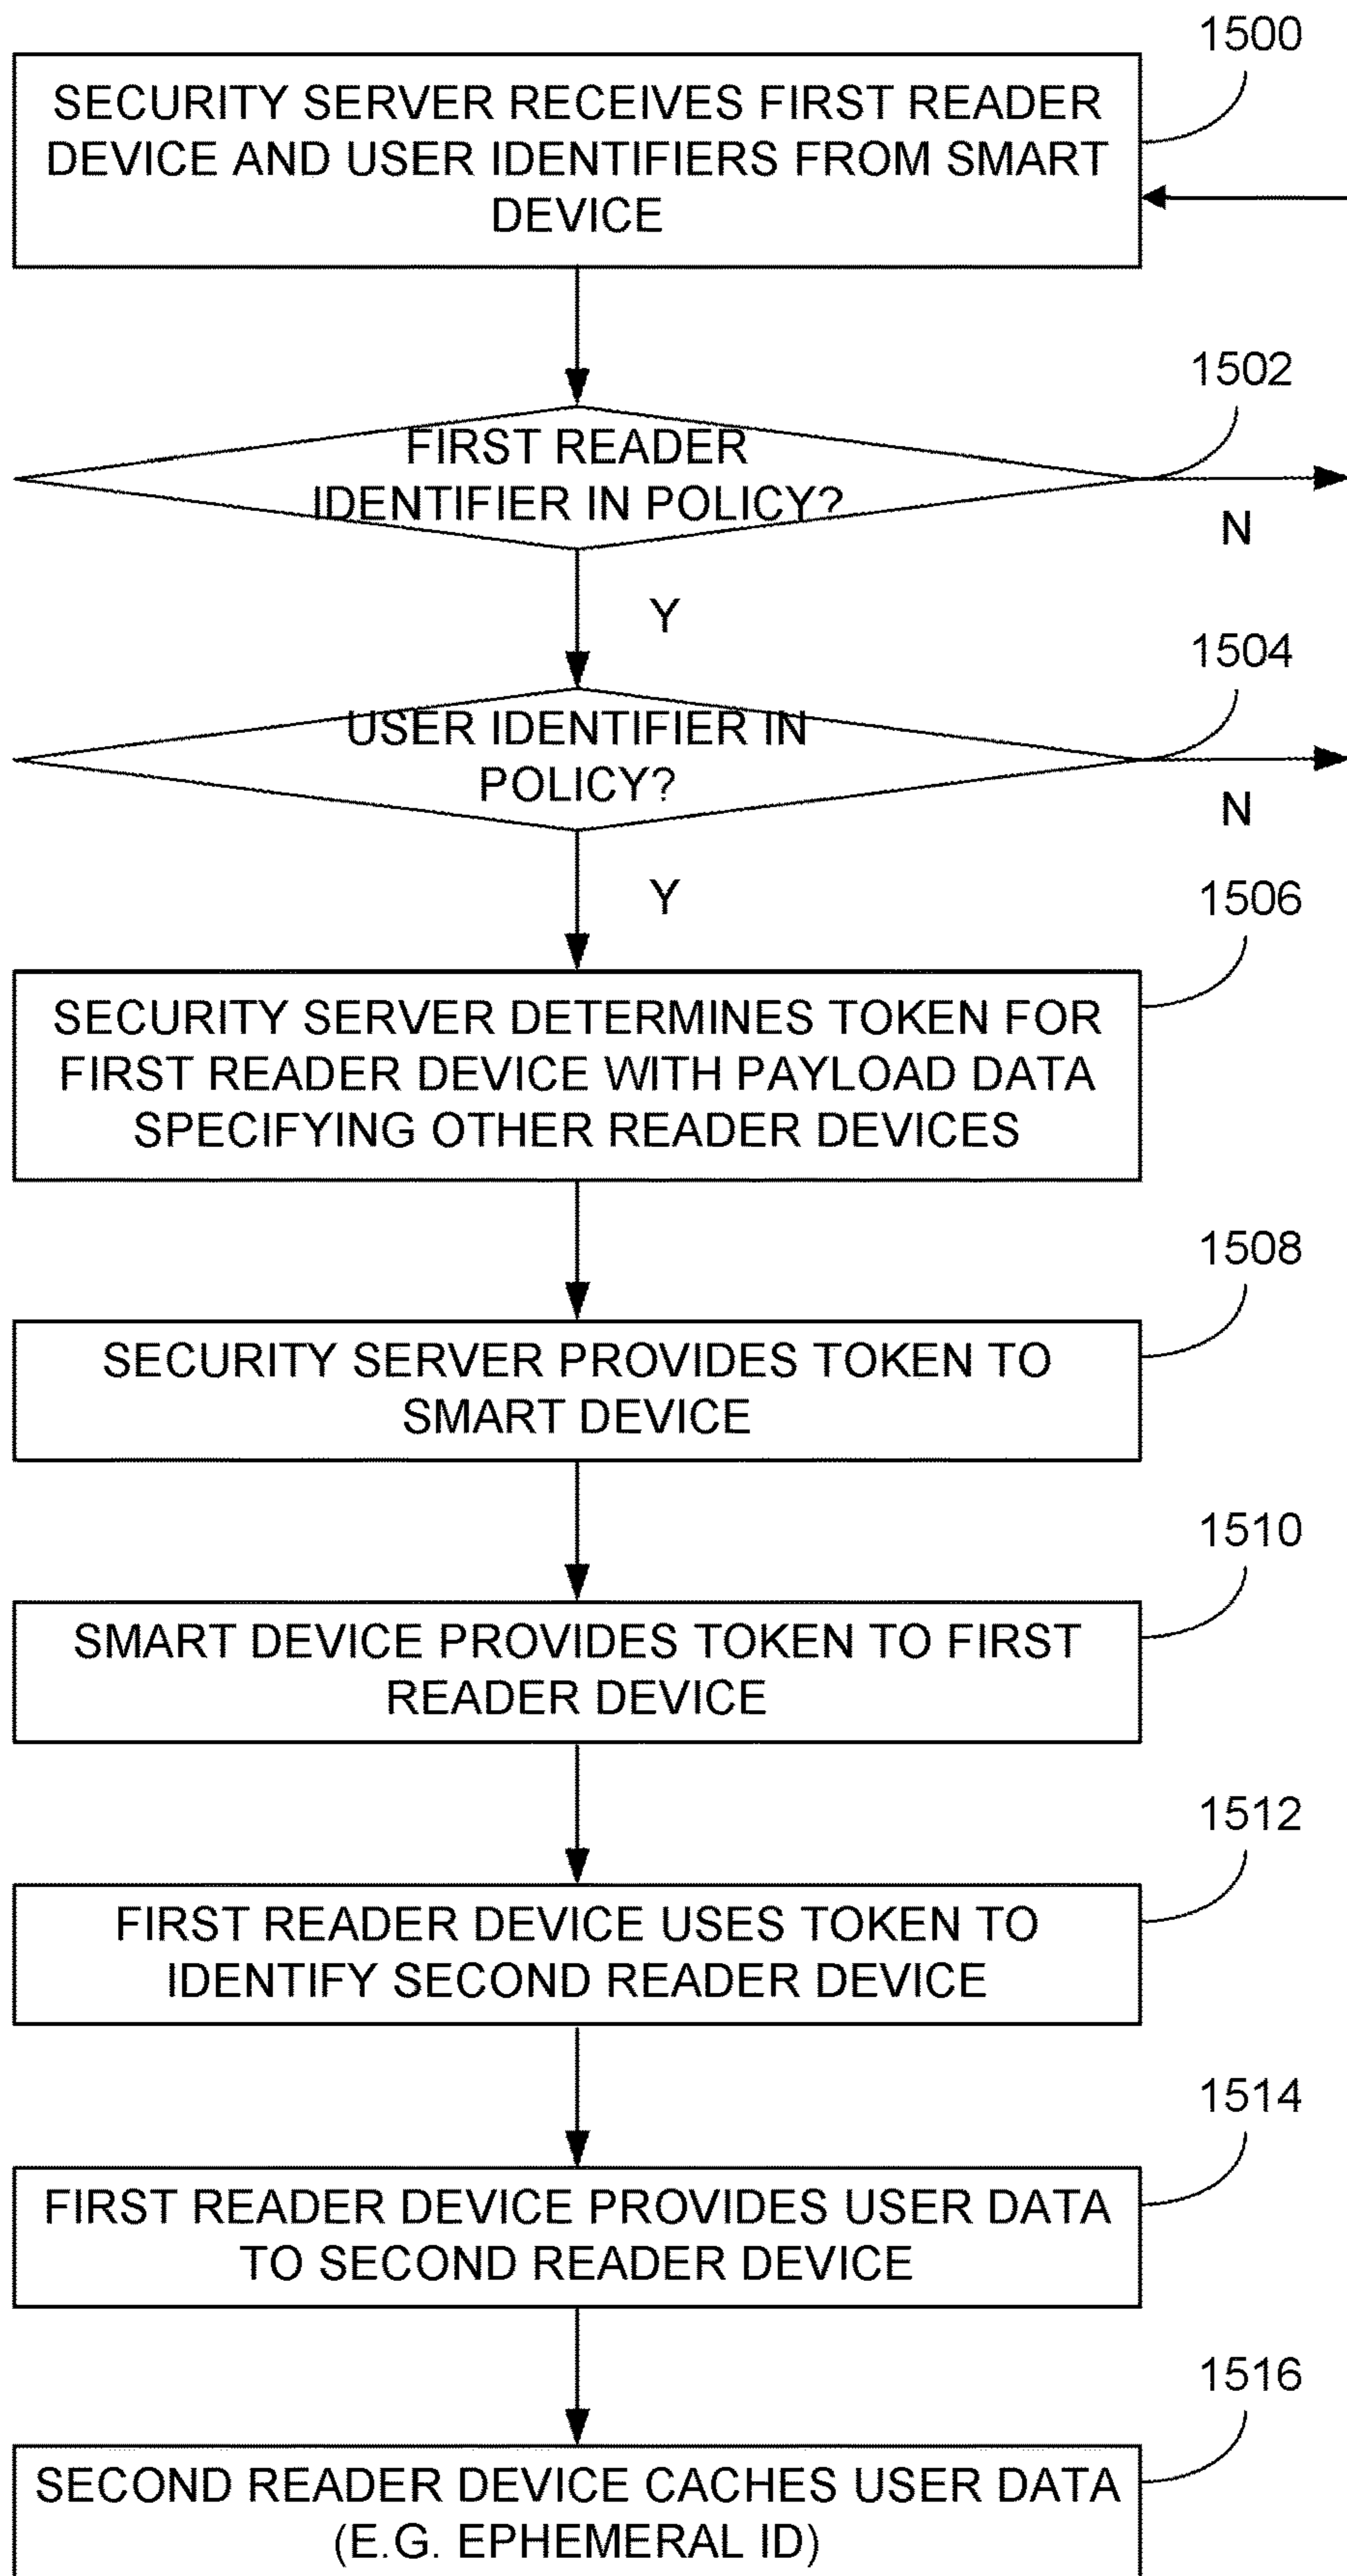 1500
SECURITY SERVER RECEIVES FIRST READER
DEVICE AND USER IDENTIFIERS FROM SMART
DEVICE
1502
FIRST READER
IDENTIFIER IN POLICY?
N
Y
1504
USER IDENTIFIER IN
POLICY?
N
Y
1506
SECURITY SERVER DETERMINES TOKEN FOR
FIRST READER DEVICE WITH PAYLOAD DATA
SPECIFYING OTHER READER DEVICES
1508
SECURITY SERVER PROVIDES TOKEN TO
SMART DEVICE
1510
SMART DEVICE PROVIDES TOKEN TO FIRST
READER DEVICE
1512
FIRST READER DEVICE USES TOKEN TO
IDENTIFY SECOND READER DEVICE
1514
FIRST READER DEVICE PROVIDES USER DATA
TO SECOND READER DEVICE
1516
SECOND READER DEVICE CACHES USER DATA
(E.G. EPHEMERAL ID)